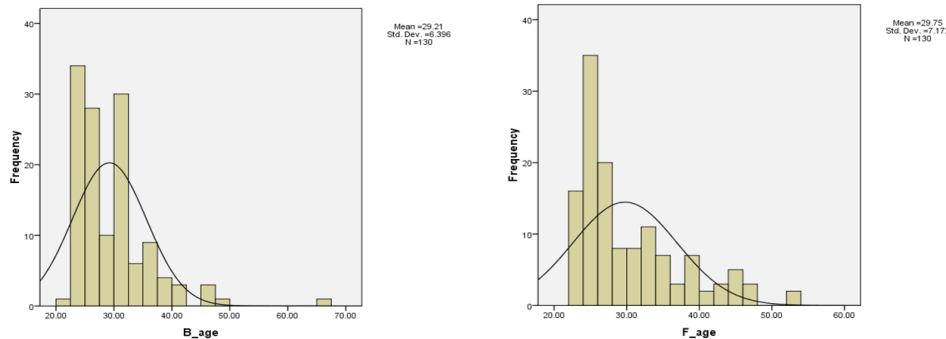 40
30
20
10
0
Frequency
20.00 30.00 40.00 50.00 60.00 70.00
B_age
Mean =29.21
Std. Dev. =6.396
N =130
40
30
20
10
0
Frequency
20.00 30.00 40.00 50.00 60.00
F_age
Mean =29.75
Std. Dev.
N =130